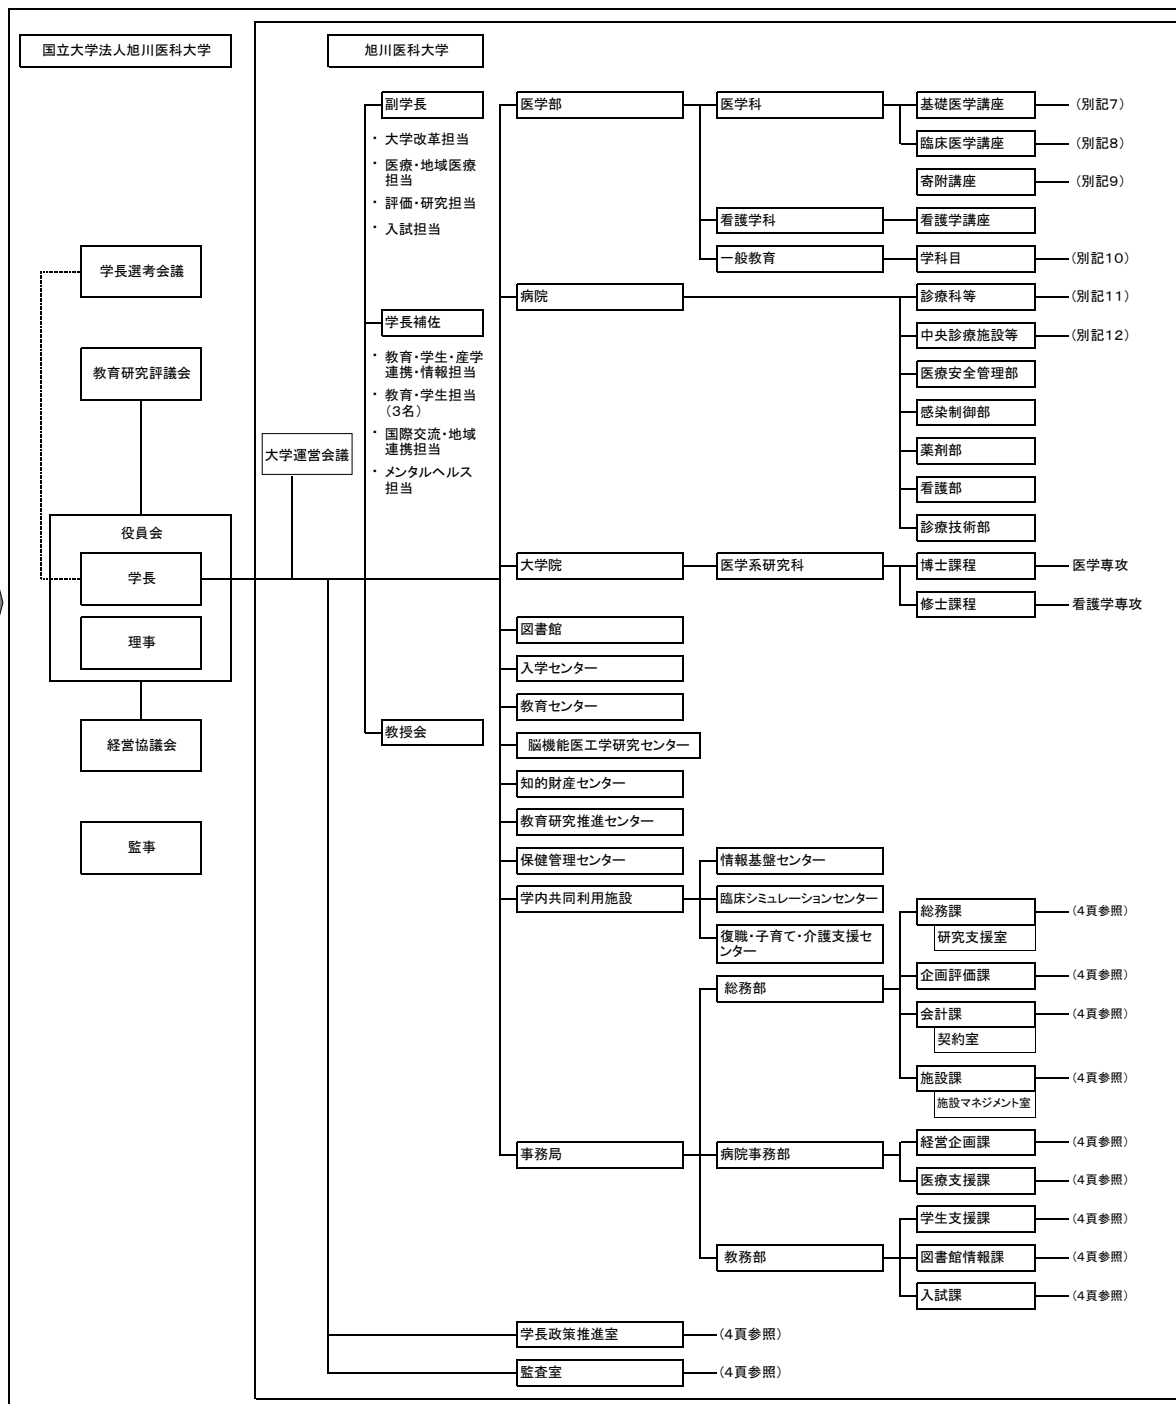 国立大学法人旭川医科大学
旭川医科大学
学長選考会議
教育研究評議会
役員会
学長
理事
経営協議会
監事
大学運営会議
副学長
・ 大学改革担当
・ 医療・地域医療
担当
・ 評価・研究担当
・ 入試担当
学長補佐
・ 教育・学生・産学
連携・情報担当
・ 教育・学生担当
（3名）
・ 国際交流・地域
連携担当
・ メンタルヘルス
担当
教授会
医学部
医学科
基礎医学講座
（別記7）
臨床医学講座
（別記8）
寄附講座
（別記9）
看護学科
看護学講座
一般教育
学科目
（別記10）
病院
診療科等
（別記11）
中央診療施設等
（別記12）
医療安全管理部
感染制御部
薬剤部
看護部
診療技術部
大学院
医学系研究科
博士課程
医学専攻
修士課程
看護学専攻
図書館
入学センター
教育センター
脳機能医工学研究センター
知的財産センター
教育研究推進センター
保健管理センター
学内共同利用施設
情報基盤センター
臨床シミュレーションセンター
復職・子育て・介護支援セ
ンター
事務局
総務部
総務課
（4頁参照）
研究支援室
企画評価課
（4頁参照）
会計課
（4頁参照）
契約室
施設課
（4頁参照）
施設マネジメント室
病院事務部
経営企画課
（4頁参照）
医療支援課
（4頁参照）
教務部
学生支援課
（4頁参照）
図書館情報課
（4頁参照）
入試課
（4頁参照）
学長政策推進室
（4頁参照）
監査室
（4頁参照）